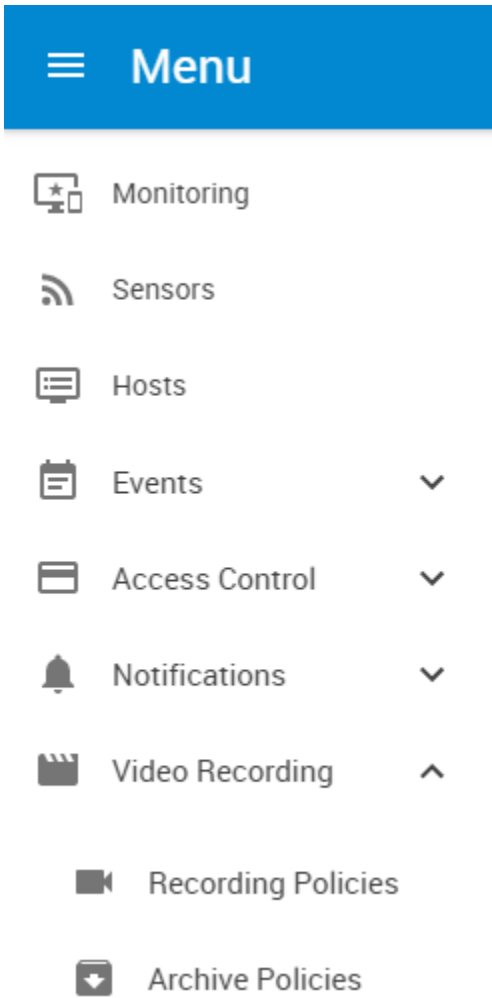 Menu
Monitoring
Sensors
Hosts
Events
Access Control
Notifications
Video Recording
Recording Policies
Archive Policies